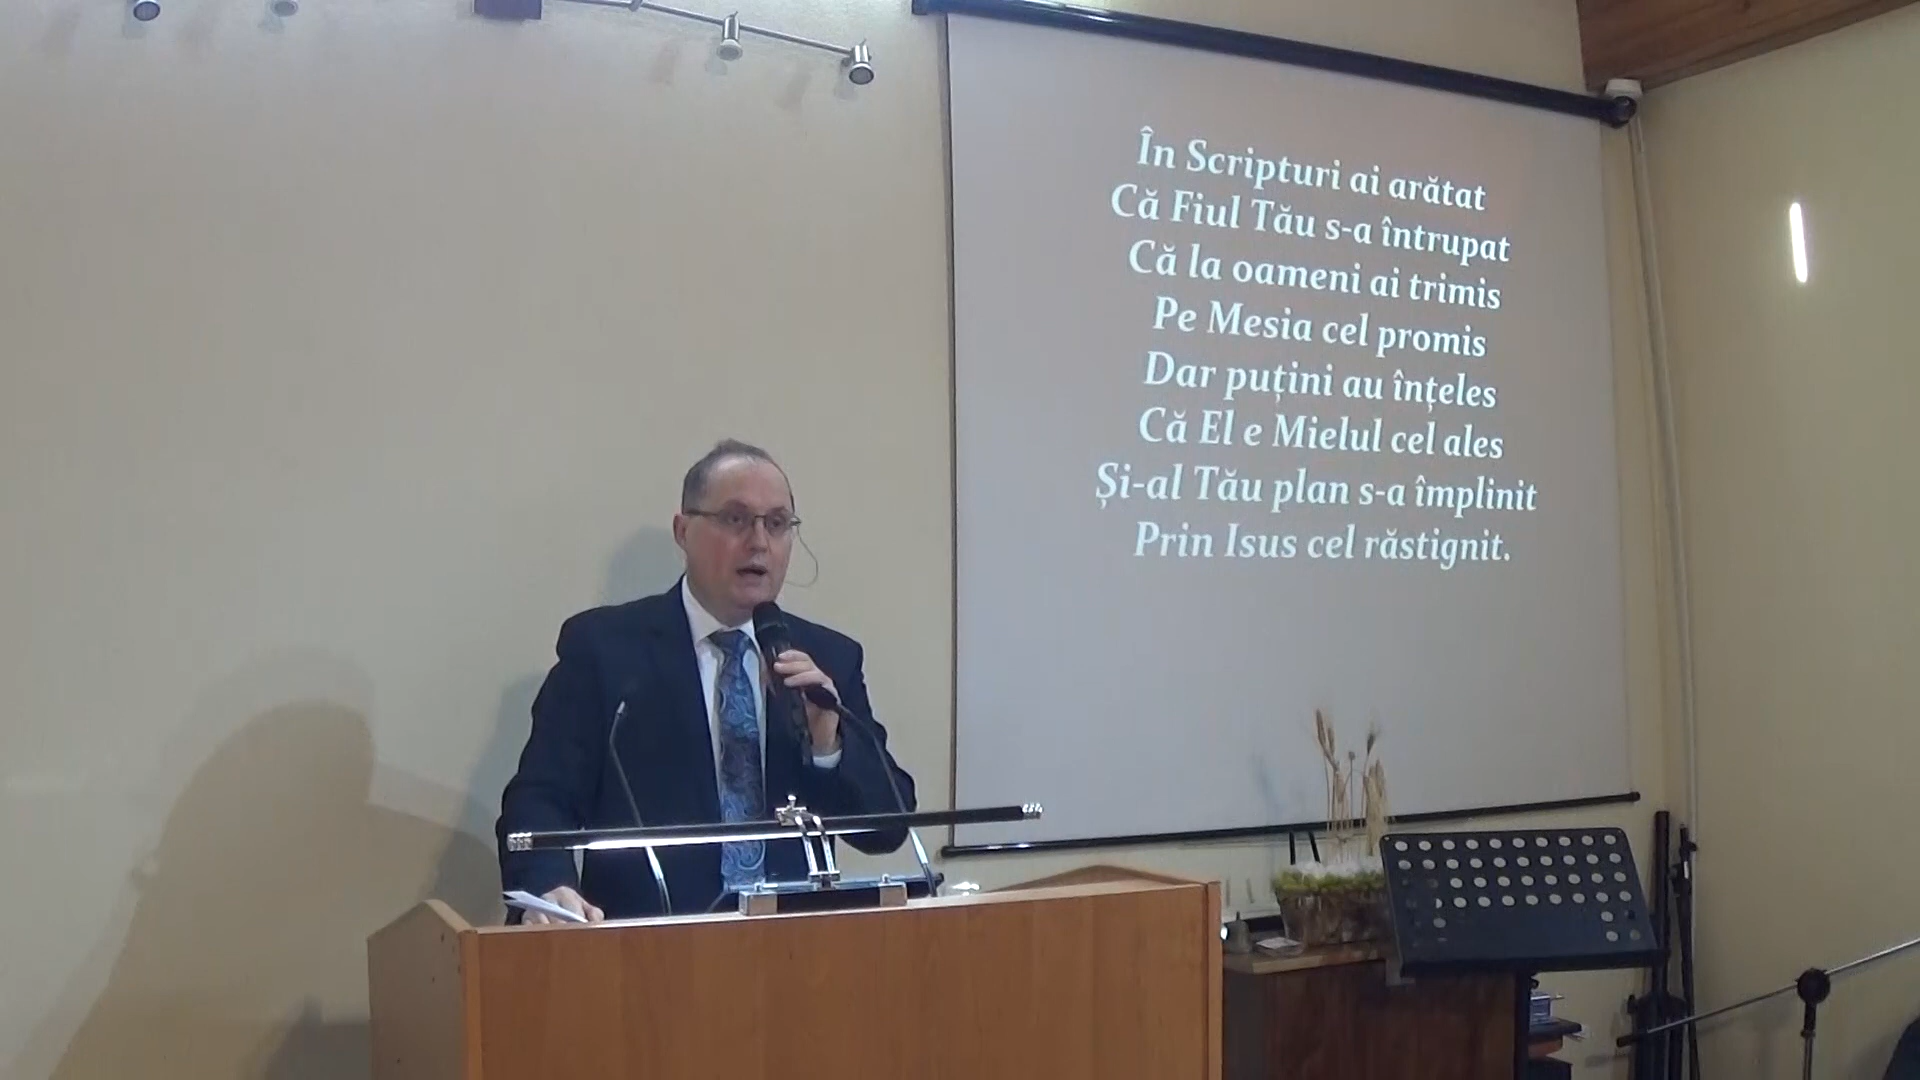 În Scripturi ai arătat
Că Fiul Tău s-a întrupat
Că la oameni ai trimis
Pe Mesia cel promis
Dar puțini au înțeles
Că El e Mielul cel ales
Și-al Tău plan s-a împlinit
Prin Isus cel răstignit.